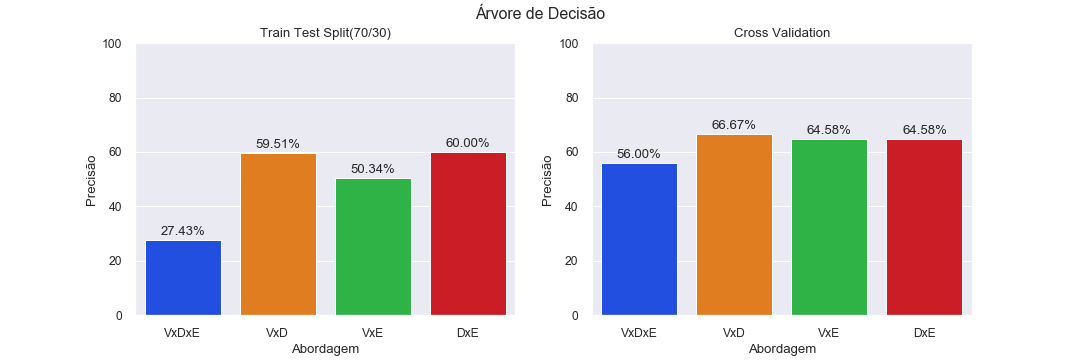 Árvore de Decisão
Train Test Split(70/30)
Precisão
100
80
60
40
20
0
27.43%
59.51%
50.34%
60.00%
VxDxE
VxD
VxE
DxE
Abordagem
Cross Validation
Precisão
100
80
60
40
20
0
56.00%
66.67%
64.58%
64.58%
VxDxE
VxD
VxE
DxE
Abordagem